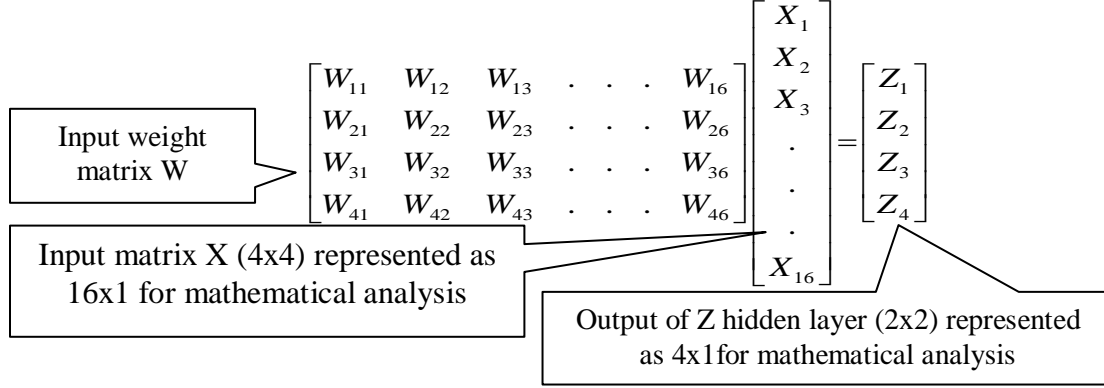 Input weight
matrix W
W₁₁ W₁₂ W₁₃ . . . W₁₆
W₂₁ W₂₂ W₂₃ . . . W₂₆
W₃₁ W₃₂ W₃₃ . . . W₃₆
W₄₁ W₄₂ W₄₃ . . . W₄₆
X₁
X₂
X₃
.
.
.
X₁₆
=
Z₁
Z₂
Z₃
Z₄
Input matrix X (4x4) represented as
16x1 for mathematical analysis
Output of Z hidden layer (2x2) represented
as 4x1for mathematical analysis